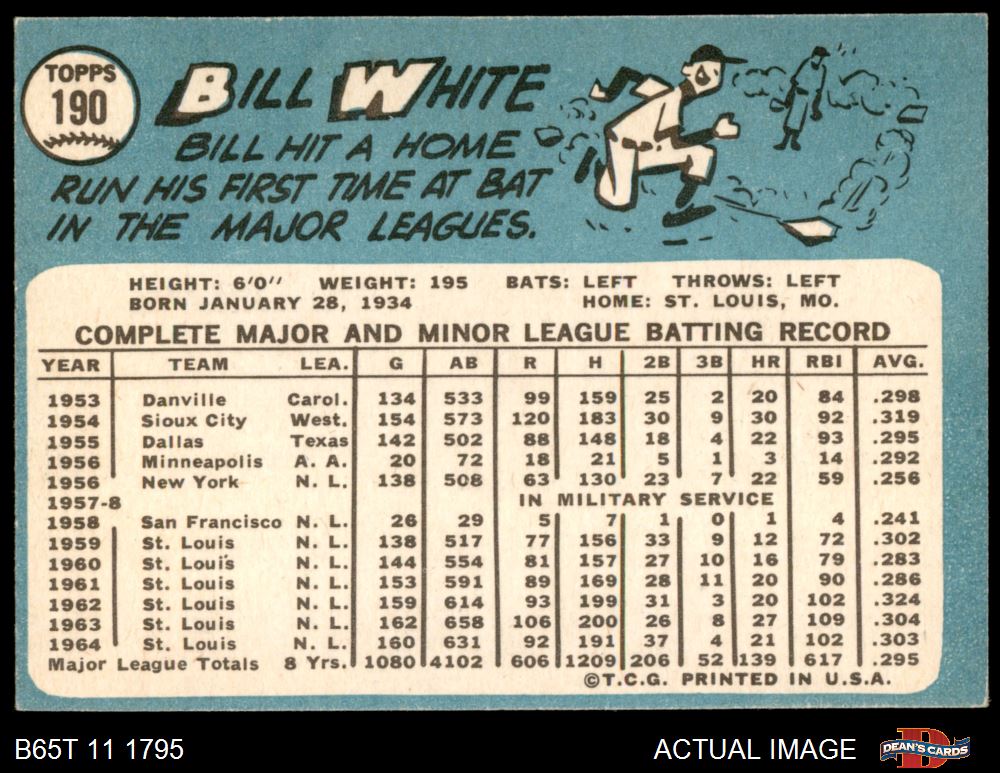 TOPPS
190
BILL WHITE
BILL HIT A HOME
RUN HIS FIRST TIME AT BAT
IN THE MAJOR LEAGUES.
HEIGHT: 6'0" WEIGHT: 195 BATS: LEFT THROWS: LEFT
BORN JANUARY 28, 1934 HOME: ST. LOUIS, MO.
COMPLETE MAJOR AND MINOR LEAGUE BATTING RECORD
YEAR TEAM LEA. G AB R H 2B 3B HR RBI AVG.
1953 Danville Carol. 134 533 99 159 25 2 20 84 .298
1954 Sioux City West. 154 573 120 183 30 9 30 92 .319
1955 Dallas Texas 142 502 88 148 18 4 22 93 .295
1956 Minneapolis A. A. 20 72 18 21 5 1 3 14 .292
1956 New York N. L. 138 508 63 130 23 7 22 59 .256
1957-8 IN MILITARY SERVICE
1958 San Francisco N. L. 26 29 5 7 1 0 1 4 .241
1959 St. Louis N. L. 138 517 77 156 33 9 12 72 .302
1960 St. Louis N. L. 144 554 81 157 27 10 16 79 .283
1961 St. Louis N. L. 153 591 89 169 28 11 20 90 .286
1962 St. Louis N. L. 159 614 93 199 31 3 20 102 .324
1963 St. Louis N. L. 162 658 106 200 26 8 27 109 .304
1964 St. Louis N. L. 160 631 92 191 37 4 21 102 .303
Major League Totals 8 Yrs. 1080 4102 606 1209 206 52 139 617 .295
©T.C.G. PRINTED IN U.S.A.
B65T 11 1795 ACTUAL IMAGE DEAN'S CARDS